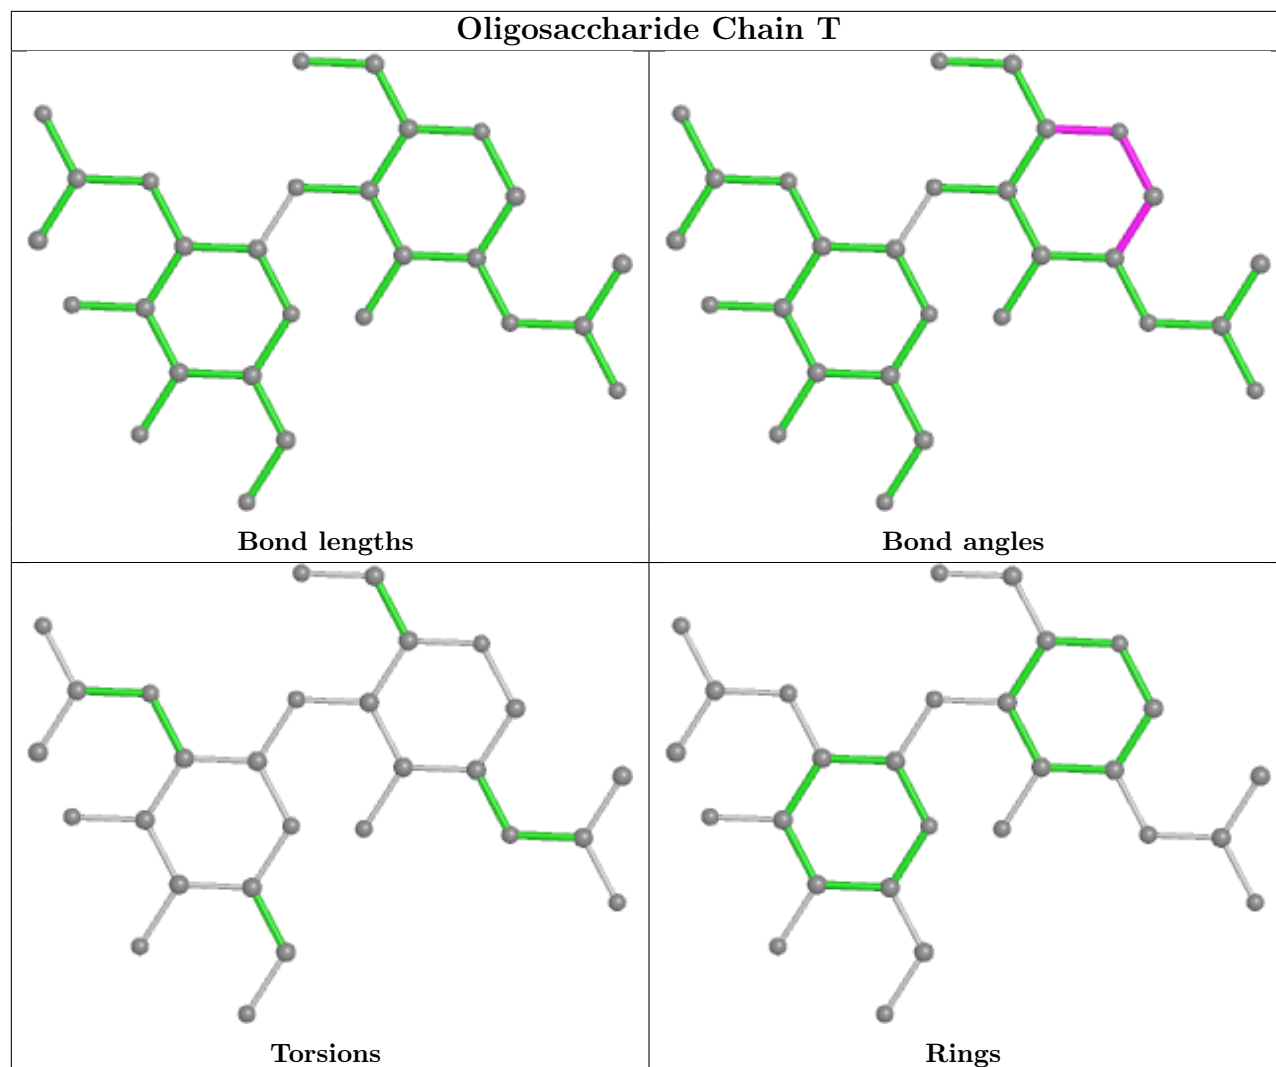 Oligosaccharide Chain T
Bond lengths
Bond angles
Torsions
Rings